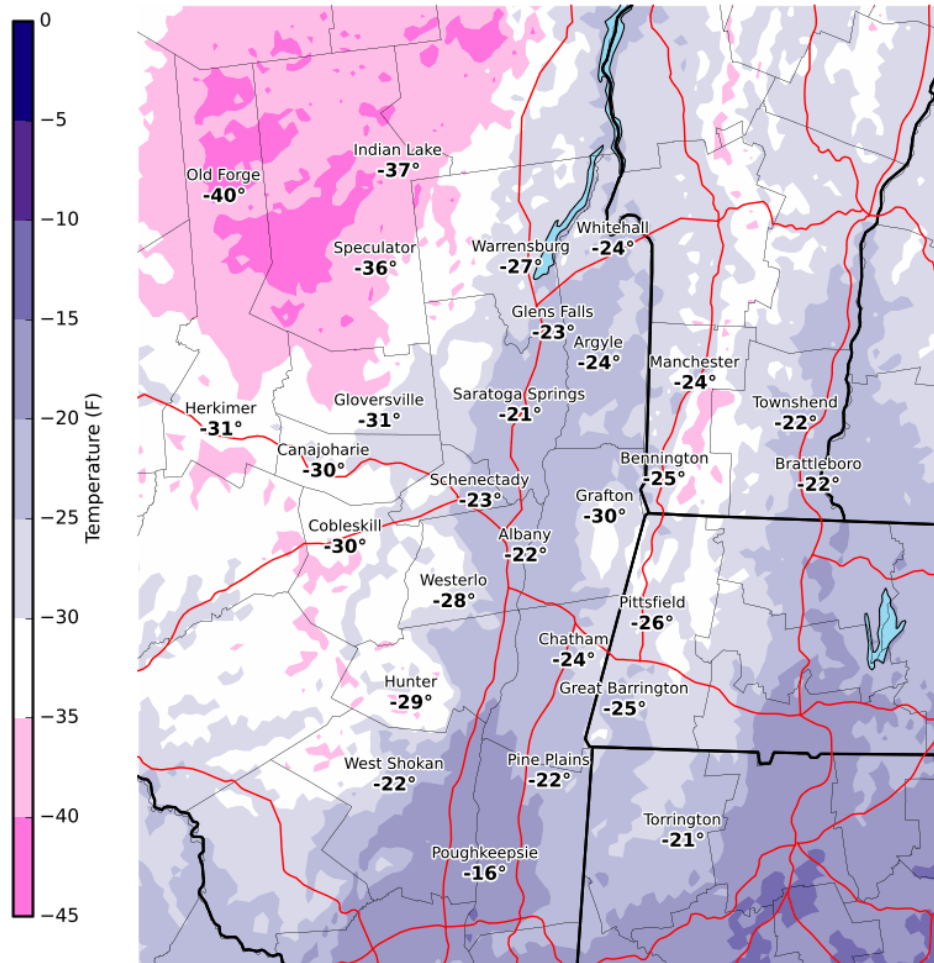 0
−5
−10
−15
−20
−25
−30
−35
−40
−45
Temperature (F)
Indian Lake
-37°
Old Forge
-40°
Whitehall
-24°
Speculator
-36°
Warrensburg
-27°
Glens Falls
-23°
Argyle
-24°
Manchester
-24°
Saratoga Springs
-21°
Gloversville
-31°
Townshend
-22°
Herkimer
-31°
Canajoharie
-30°
Bennington
-25°
Brattleboro
-22°
Schenectady
-23°
Grafton
-30°
Cobleskill
-30°
Albany
-22°
Westerlo
-28°
Pittsfield
-26°
Chatham
-24°
Hunter
-29°
Great Barrington
-25°
West Shokan
-22°
Pine Plains
-22°
Torrington
-21°
Poughkeepsie
-16°